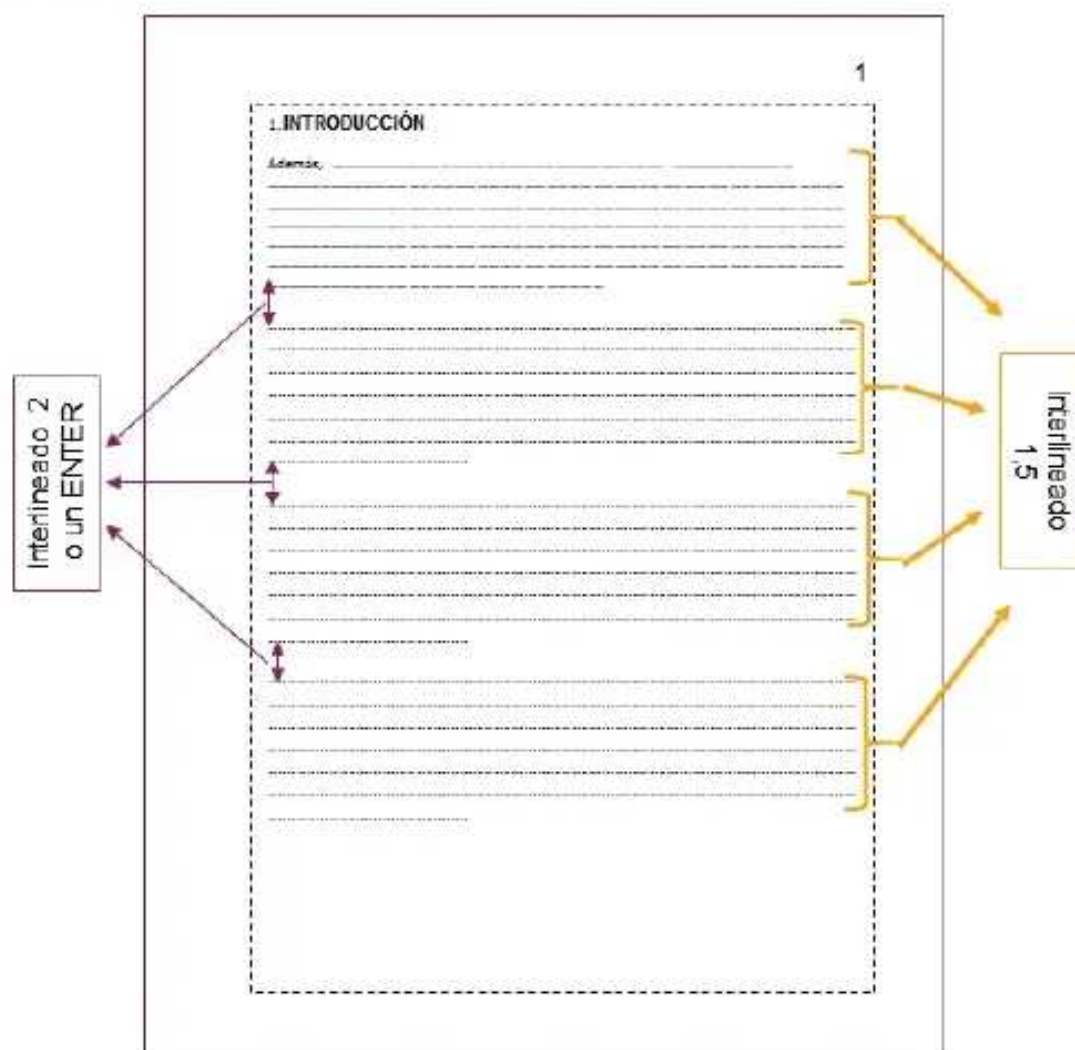 1
1.INTRODUCCIÓN
Además,
Interlineado 2
o un ENTER
Interlineado
1,5